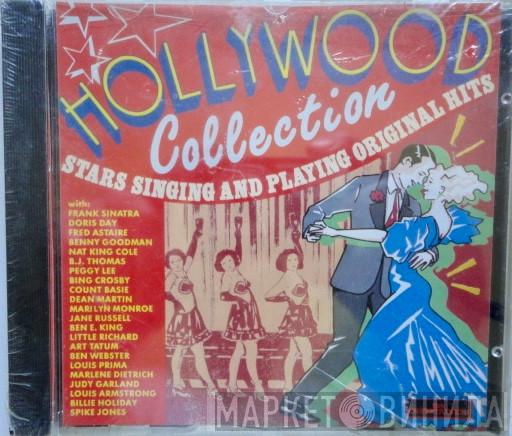 HOLLYWOOD
Collection
STARS SINGING AND PLAYING ORIGINAL HITS
with:
FRANK SINATRA
DORIS DAY
FRED ASTAIRE
BENNY GOODMAN
NAT KING COLE
B.J. THOMAS
PEGGY LEE
BING CROSBY
COUNT BASIE
DEAN MARTIN
MARILYN MONROE
JANE RUSSELL
BEN E. KING
LITTLE RICHARD
ART TATUM
BEN WEBSTER
LOUIS PRIMA
MARLENE DIETRICH
JUDY GARLAND
LOUIS ARMSTRONG
BILLIE HOLIDAY
SPIKE JONES
МАРКЕТ ВИНИЛА